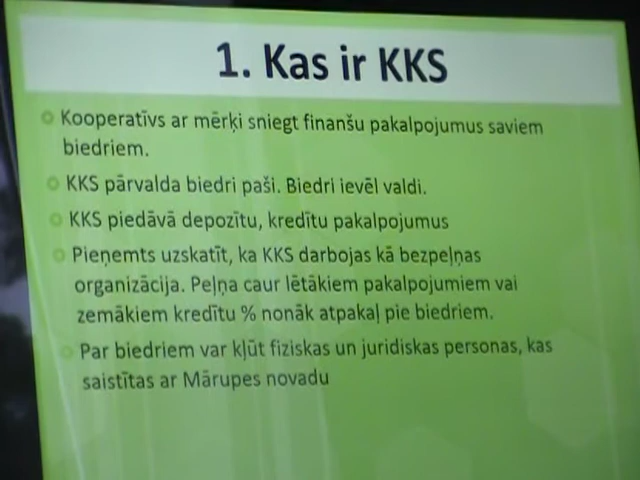 1. Kas ir KKS
Kooperatīvs ar mērķi sniegt finanšu pakalpojumus saviem
biedriem.
KKS pārvalda biedri paši. Biedri ievēl valdi.
KKS piedāvā depozītu, kredītu pakalpojumus
Pieņemts uzskatīt, ka KKS darbojas kā bezpeļņas
organizācija. Peļņa caur lētākiem pakalpojumiem vai
zemākiem kredītu % nonāk atpakaļ pie biedriem.
Par biedriem var kļūt fiziskas un juridiskas personas, kas
saistītas ar Mārupes novadu